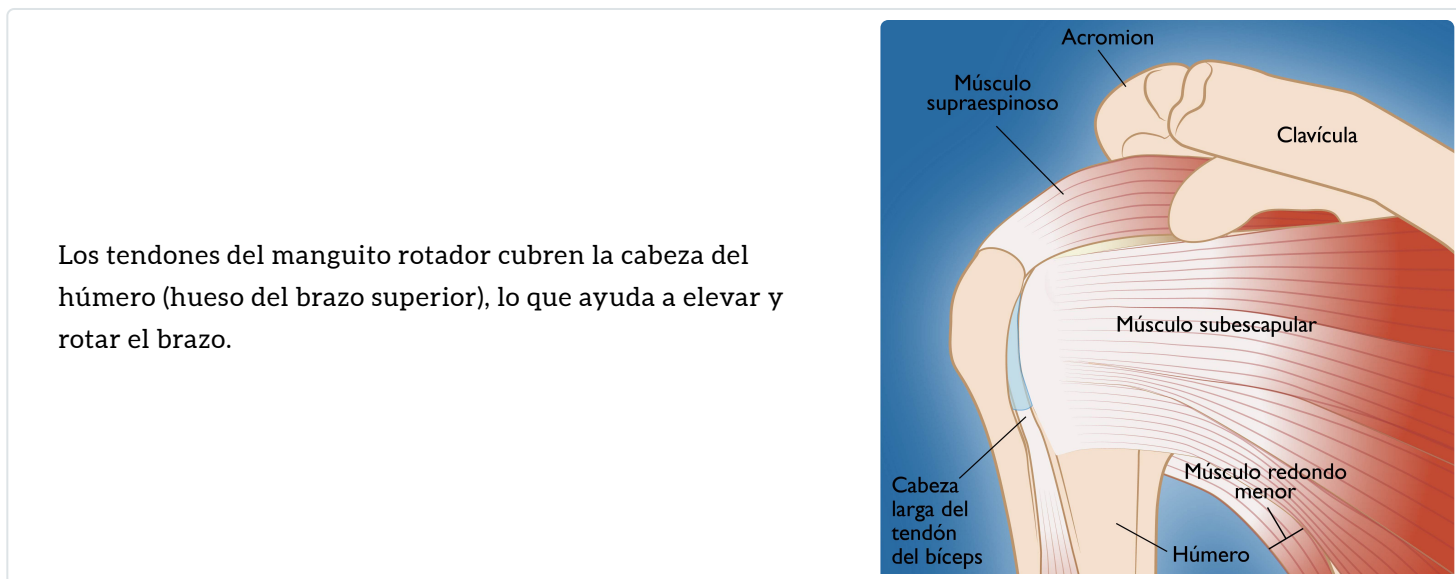 Los tendones del manguito rotador cubren la cabeza del
húmero (hueso del brazo superior), lo que ayuda a elevar y
rotar el brazo.
Acromion
Músculo
supraespinoso
Clavícula
Músculo subescapular
Cabeza
larga del
tendón
del bíceps
Músculo redondo
menor
Húmero